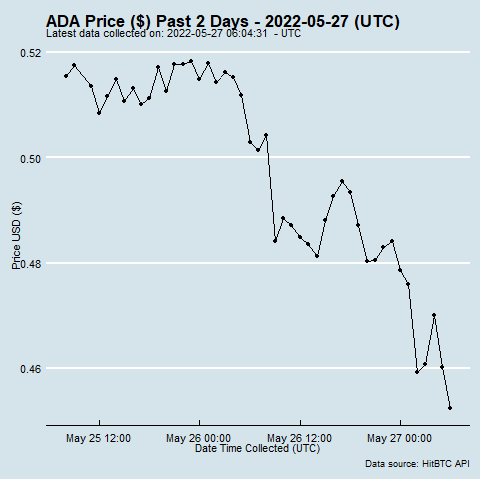 ADA Price ($) Past 2 Days - 2022-05-27 (UTC)
Latest data collected on: 2022-05-27 06:04:31 - UTC
0.52
0.50
0.48
0.46
Price USD ($)
May 25 12:00
May 26 00:00
May 26 12:00
May 27 00:00
Date Time Collected (UTC)
Data source: HitBTC API